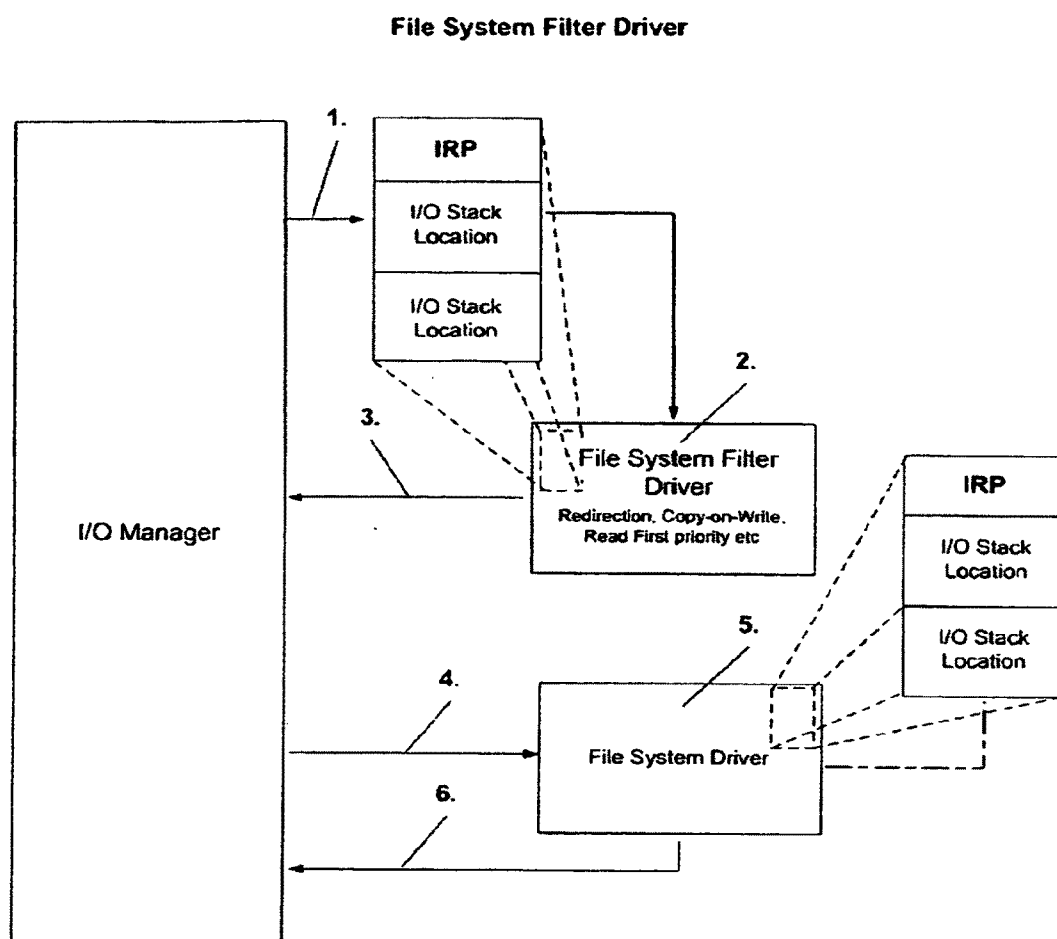 File System Filter Driver
1.
IRP
I/O Stack
Location
I/O Stack
Location
2.
3.
File System Filter
Driver
Redirection, Copy-on-Write,
Read First priority etc
I/O Manager
IRP
I/O Stack
Location
I/O Stack
Location
5.
4.
File System Driver
6.